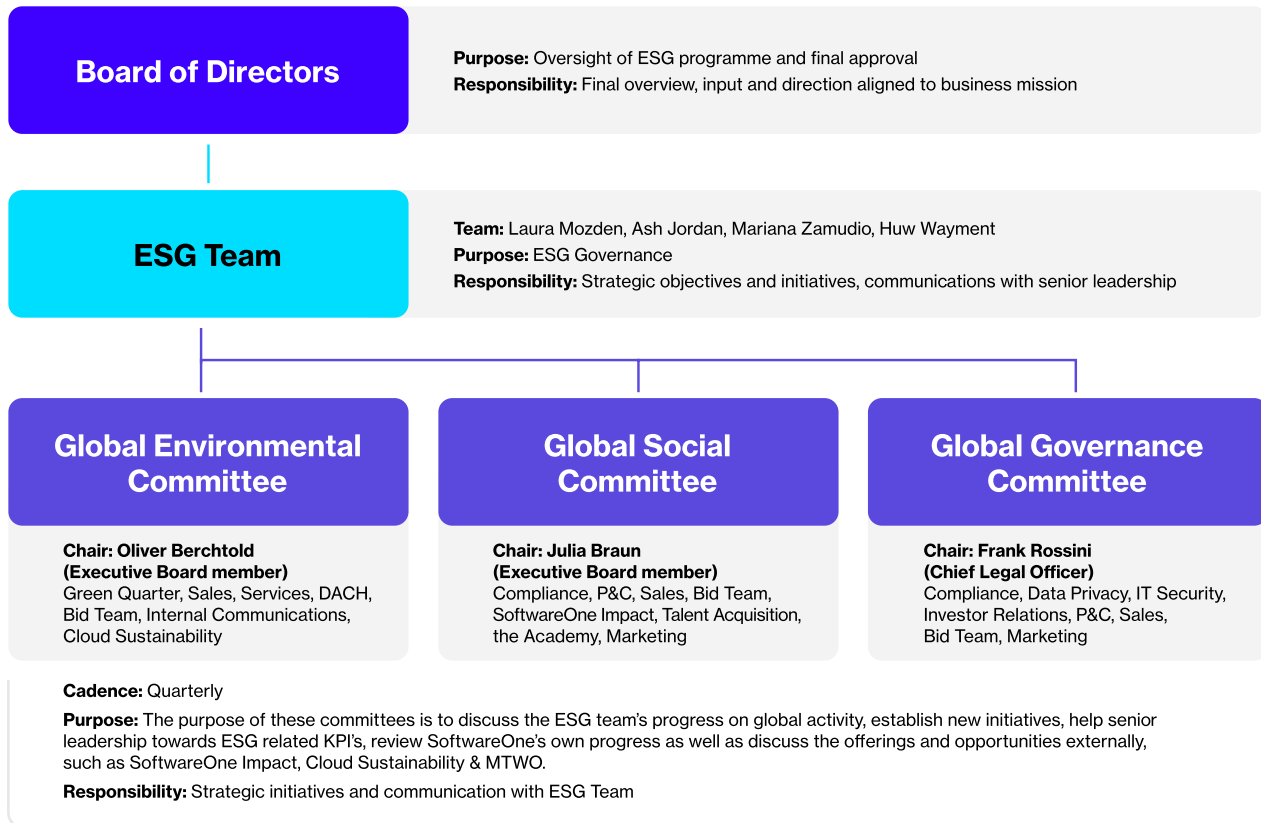 Board of Directors
Purpose: Oversight of ESG programme and final approval
Responsibility: Final overview, input and direction aligned to business mission
ESG Team
Team: Laura Mozden, Ash Jordan, Mariana Zamudio, Huw Wayment
Purpose: ESG Governance
Responsibility: Strategic objectives and initiatives, communications with senior leadership
Global Environmental
Committee
Chair: Oliver Berchtold
(Executive Board member)
Green Quarter, Sales, Services, DACH,
Bid Team, Internal Communications,
Cloud Sustainability
Global Social
Committee
Chair: Julia Braun
(Executive Board member)
Compliance, P&C, Sales, Bid Team,
SoftwareOne Impact, Talent Acquisition,
the Academy, Marketing
Global Governance
Committee
Chair: Frank Rossini
(Chief Legal Officer)
Compliance, Data Privacy, IT Security,
Investor Relations, P&C, Sales,
Bid Team, Marketing
Cadence: Quarterly
Purpose: The purpose of these committees is to discuss the ESG team’s progress on global activity, establish new initiatives, help senior
leadership towards ESG related KPI’s, review SoftwareOne’s own progress as well as discuss the offerings and opportunities externally,
such as SoftwareOne Impact, Cloud Sustainability & MTWO.
Responsibility: Strategic initiatives and communication with ESG Team